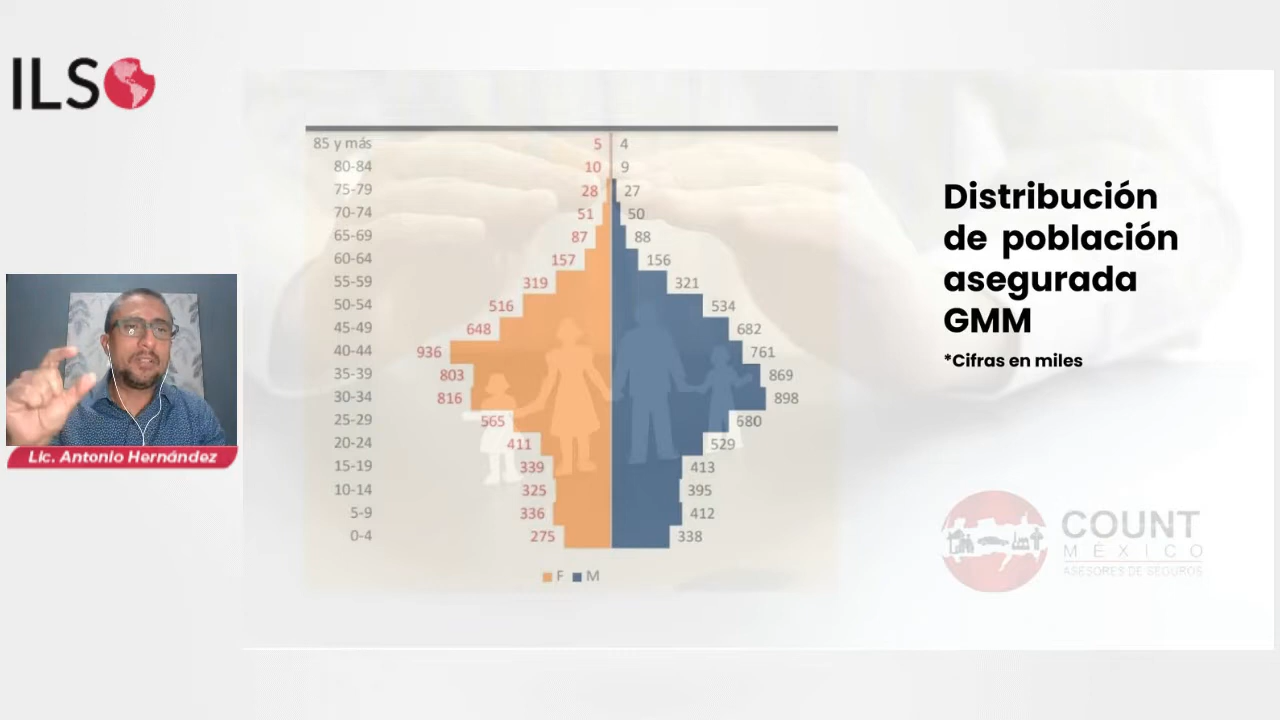 ILSO
85 y más 5 4
80-84 10 9
75-79 28 27
70-74 51 50
65-69 87 88
60-64 157 156
55-59 319 321
50-54 516 534
45-49 648 682
40-44 936 761
35-39 803 869
30-34 816 898
25-29 565 680
20-24 411 529
15-19 339 413
10-14 325 395
5-9 336 412
0-4 275 338
F M
Distribución
de población
asegurada
GMM
*Cifras en miles
Lic. Antonio Hernández
COUNT
MÉXICO
ASESORES DE SEGUROS